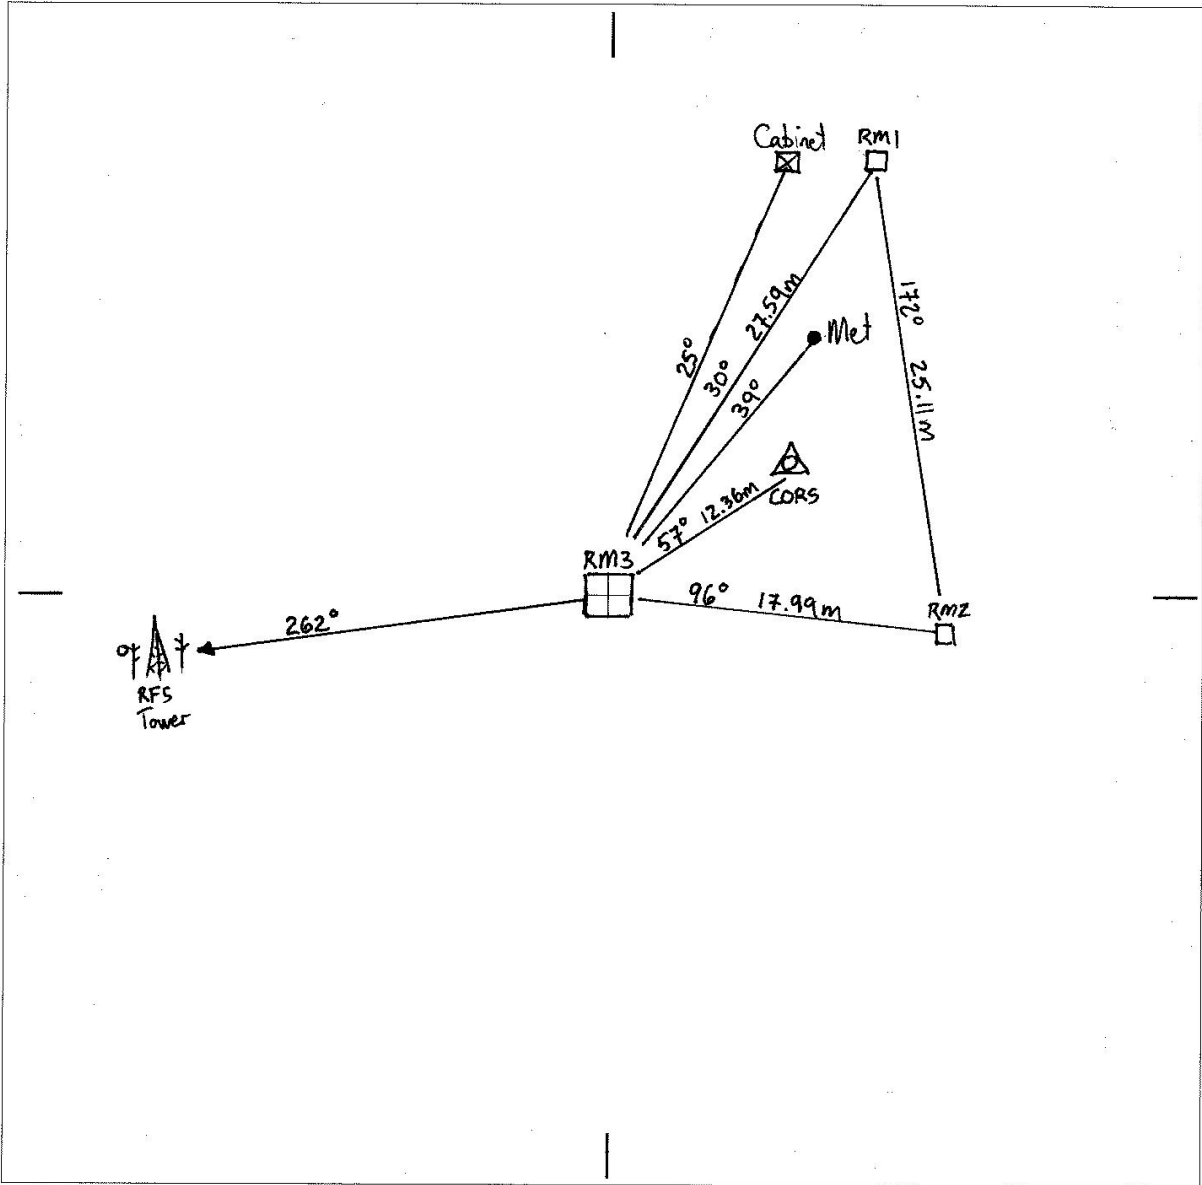 Cabinet
RM1
27.59m
172°
Met
25°
30°
39°
25.11m
CORS
57° 12.36m
RM3
96° 17.99m
RM2
262°
RFS
Tower